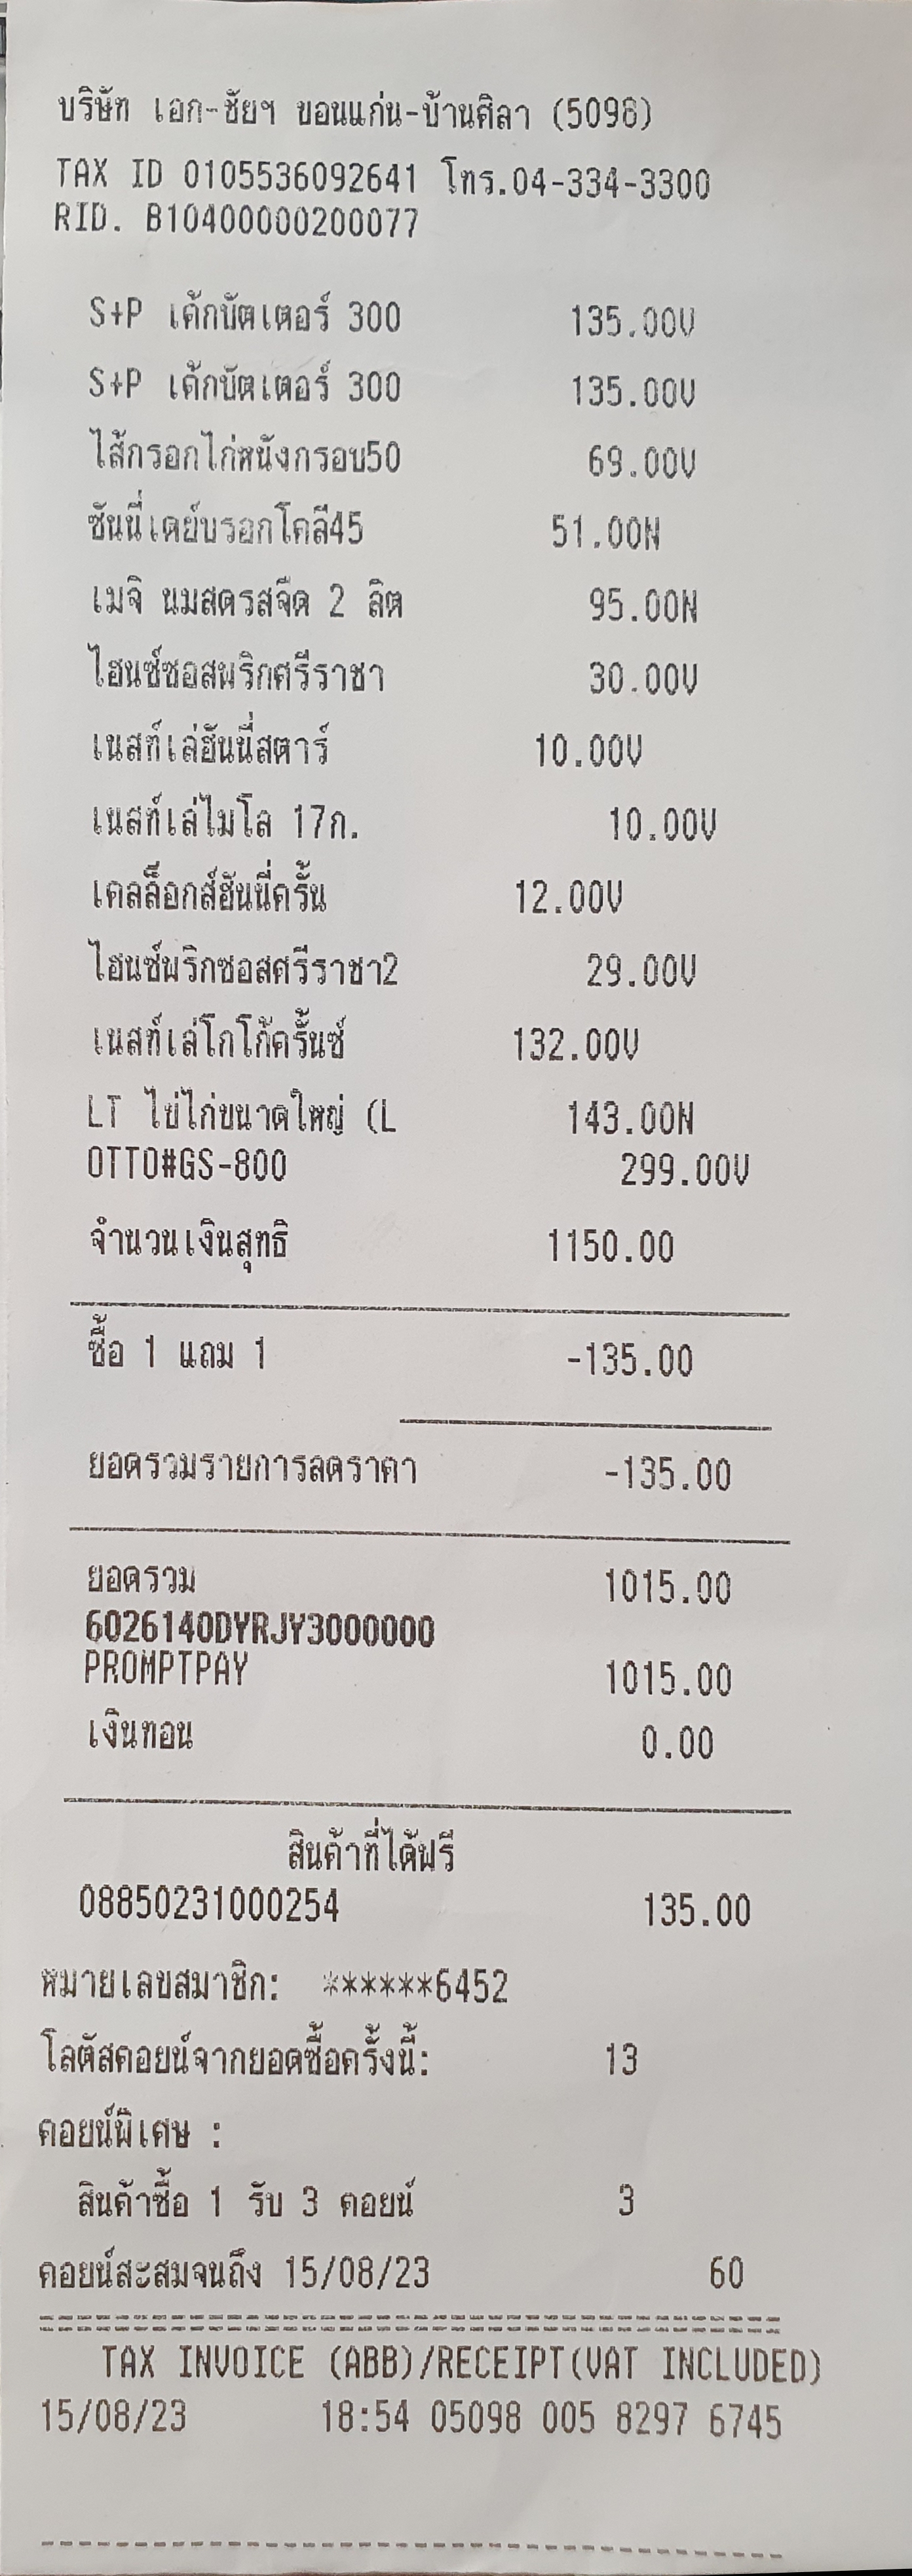 บริษัท เอก-ชัยฯ ขอนแก่น-บ้านศิลา (5098)
TAX ID 0105536092641 โทร.04-334-3300
RID. B10400000200077
S+P เค้กบัตเตอร์ 300 135.00V
S+P เค้กบัตเตอร์ 300 135.00V
ไส้กรอกไก่หนังกรอบ50 69.00V
ซันนี่เดย์บรอกโคลี45 51.00N
เมจิ นมสดรสจืด 2 ลิต 95.00N
ไฮนซ์ซอสพริกศรีราชา 30.00V
เนสท์เล่ฮันนี่สตาร์ 10.00V
เนสท์เล่ไมโล 17ก. 10.00V
เคลล็อกส์ฮันนี่ครั้น 12.00V
ไฮนซ์พริกซอสศรีราชา2 29.00V
เนสท์เล่โกโก้ครั้นซ์ 132.00V
LT ไข่ไก่ขนาดใหญ่ (L 143.00N
OTTO#GS-800 299.00V
จำนวนเงินสุทธิ 1150.00
ซื้อ 1 แถม 1 -135.00
ยอดรวมรายการลดราคา -135.00
ยอดรวม 1015.00
6026140DYRJY3000000
PROMPTPAY 1015.00
เงินทอน 0.00
สินค้าที่ได้ฟรี
08850231000254 135.00
หมายเลขสมาชิก: ******6452
โลตัสคอยน์จากยอดซื้อครั้งนี้: 13
คอยน์พิเศษ :
สินค้าซื้อ 1 รับ 3 คอยน์ 3
คอยน์สะสมจนถึง 15/08/23 60
TAX INVOICE (ABB)/RECEIPT(VAT INCLUDED)
15/08/23 18:54 05098 005 8297 6745